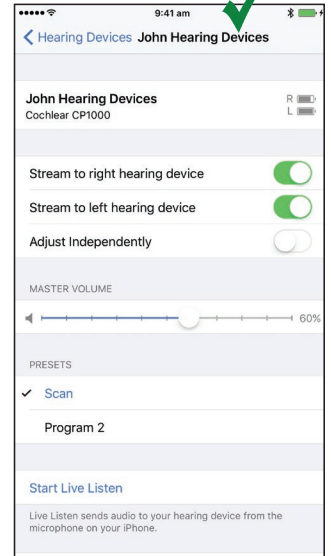 9:41 am
Hearing Devices John Hearing Devices
John Hearing Devices
R
Cochlear CP1000
L
Stream to right hearing device
Stream to left hearing device
Adjust Independently
MASTER VOLUME
60%
PRESETS
Scan
Program 2
Start Live Listen
Live Listen sends audio to your hearing device from the
microphone on your iPhone.